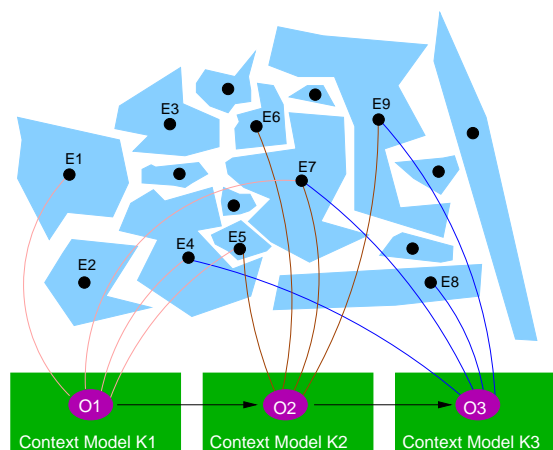 E3
E6
E9
E1
E7
E4
E5
E2
E8
O1
O2
O3
Context Model K1
Context Model K2
Context Model K3